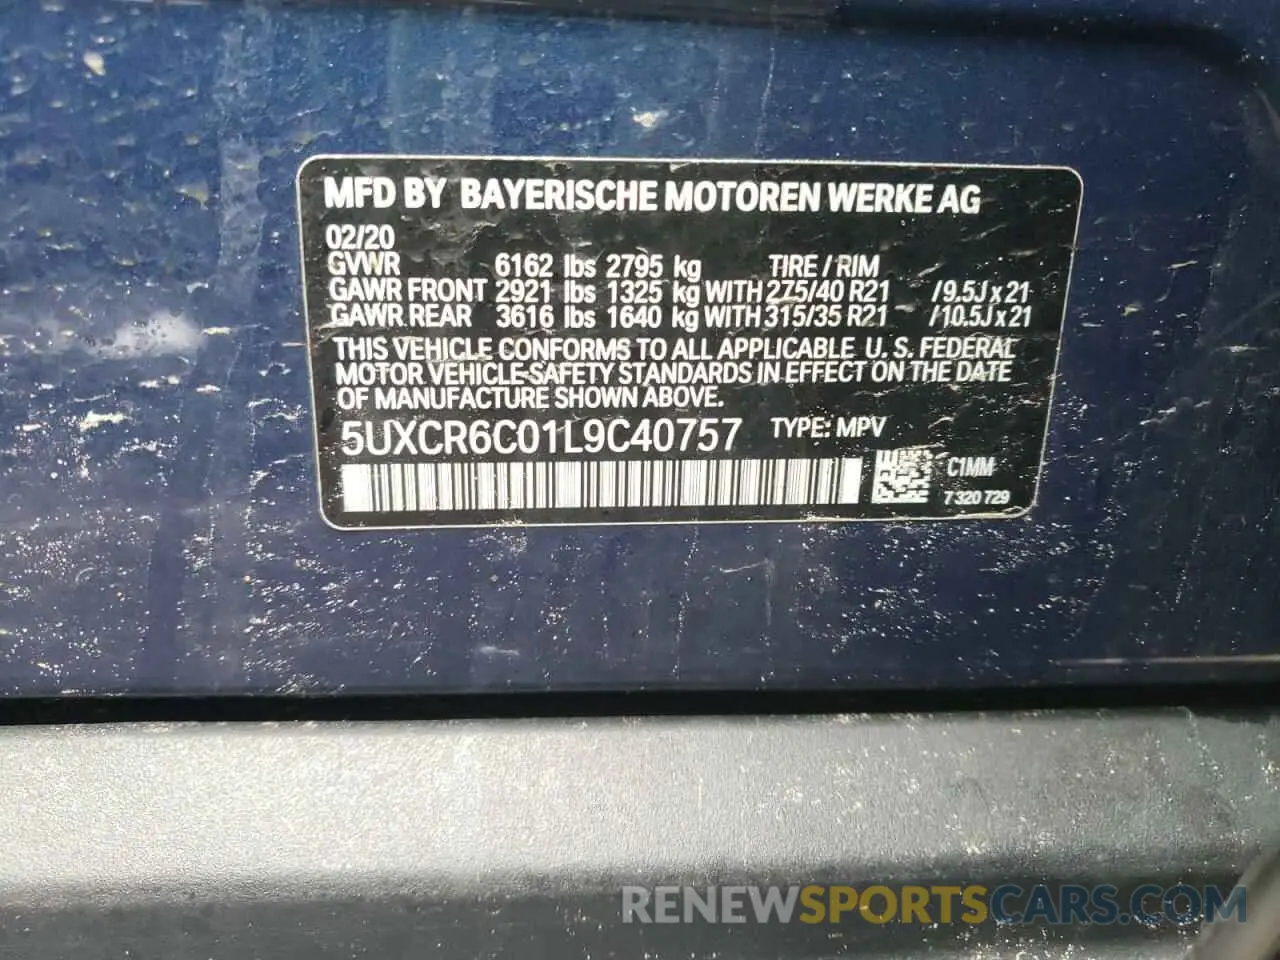 MFD BY BAYERISCHE MOTOREN WERKE AG
02/20
GVWR 6162 lbs 2795 kg TIRE / RIM
GAWR FRONT 2921 lbs 1325 kg WITH 275/40 R21 /9.5J x 21
GAWR REAR 3616 lbs 1640 kg WITH 315/35 R21 /10.5J x 21
THIS VEHICLE CONFORMS TO ALL APPLICABLE U. S. FEDERAL
MOTOR VEHICLE SAFETY STANDARDS IN EFFECT ON THE DATE
OF MANUFACTURE SHOWN ABOVE.
5UXCR6C01L9C40757 TYPE: MPV
C1MM
7 320 729
RENEWSPORTSCARS.COM